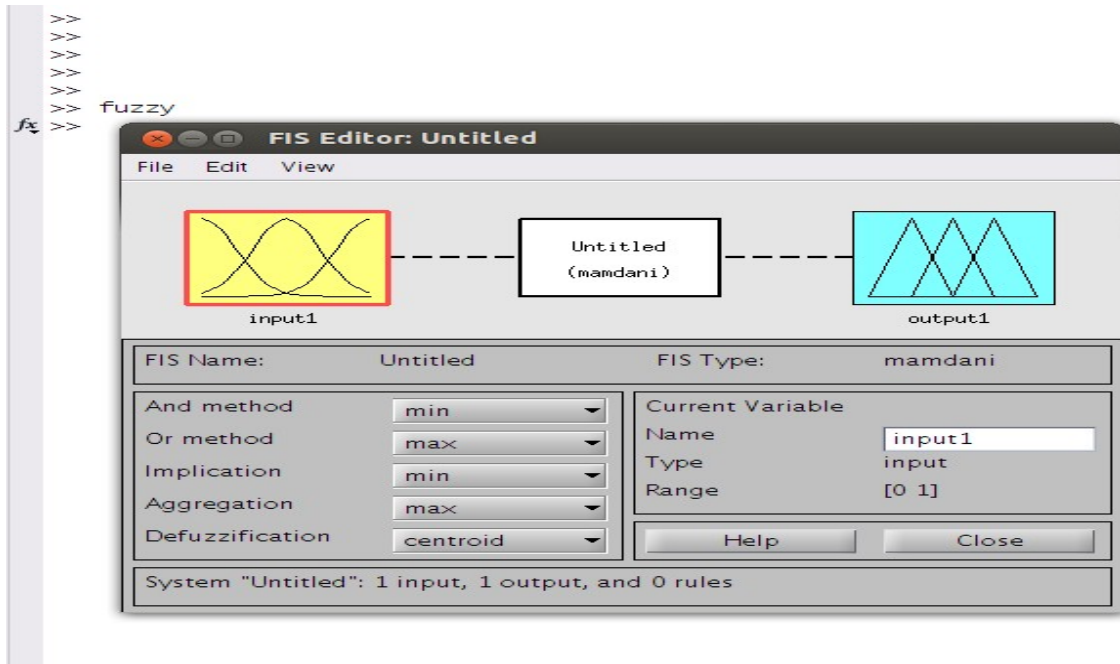 >>
>>
>>
>>
>>
>> fuzzy
fx >>
FIS Editor: Untitled
File Edit View
Untitled
(mamdani)
input1
output1
FIS Name: Untitled FIS Type: mamdani
And method min
Or method max
Implication min
Aggregation max
Defuzzification centroid
Current Variable
Name input1
Type input
Range [0 1]
Help Close
System "Untitled": 1 input, 1 output, and 0 rules